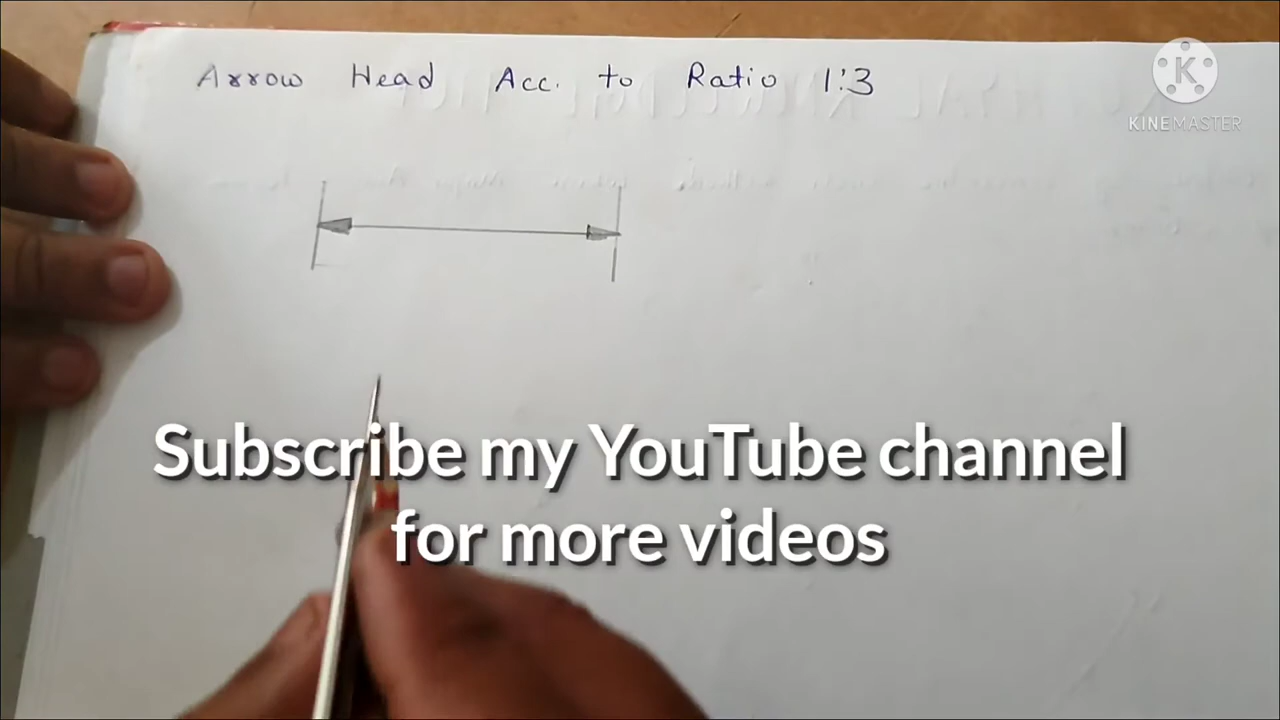 Arrow Head Acc. to Ratio 1:3
KINEMASTER
Subscribe my YouTube channel
for more videos